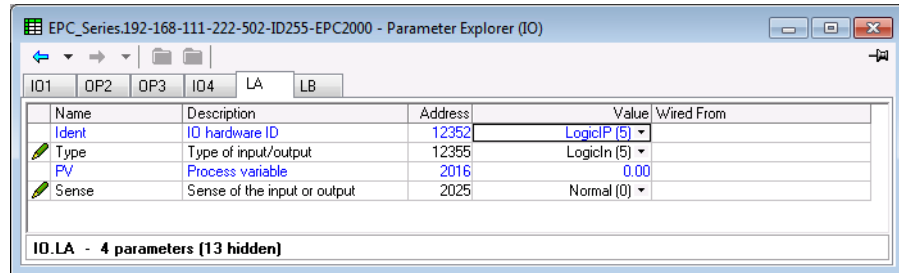 EPC_Series.192-168-111-222-502-ID255-EPC2000 - Parameter Explorer (IO)
IO1 OP2 OP3 IO4 LA LB
Name Description Address Value Wired From
Ident IO hardware ID 12352 LogicIP (5)
Type Type of input/output 12355 LogicIn (5)
PV Process variable 2016 0.00
Sense Sense of the input or output 2025 Normal (0)
IO.LA - 4 parameters (13 hidden)